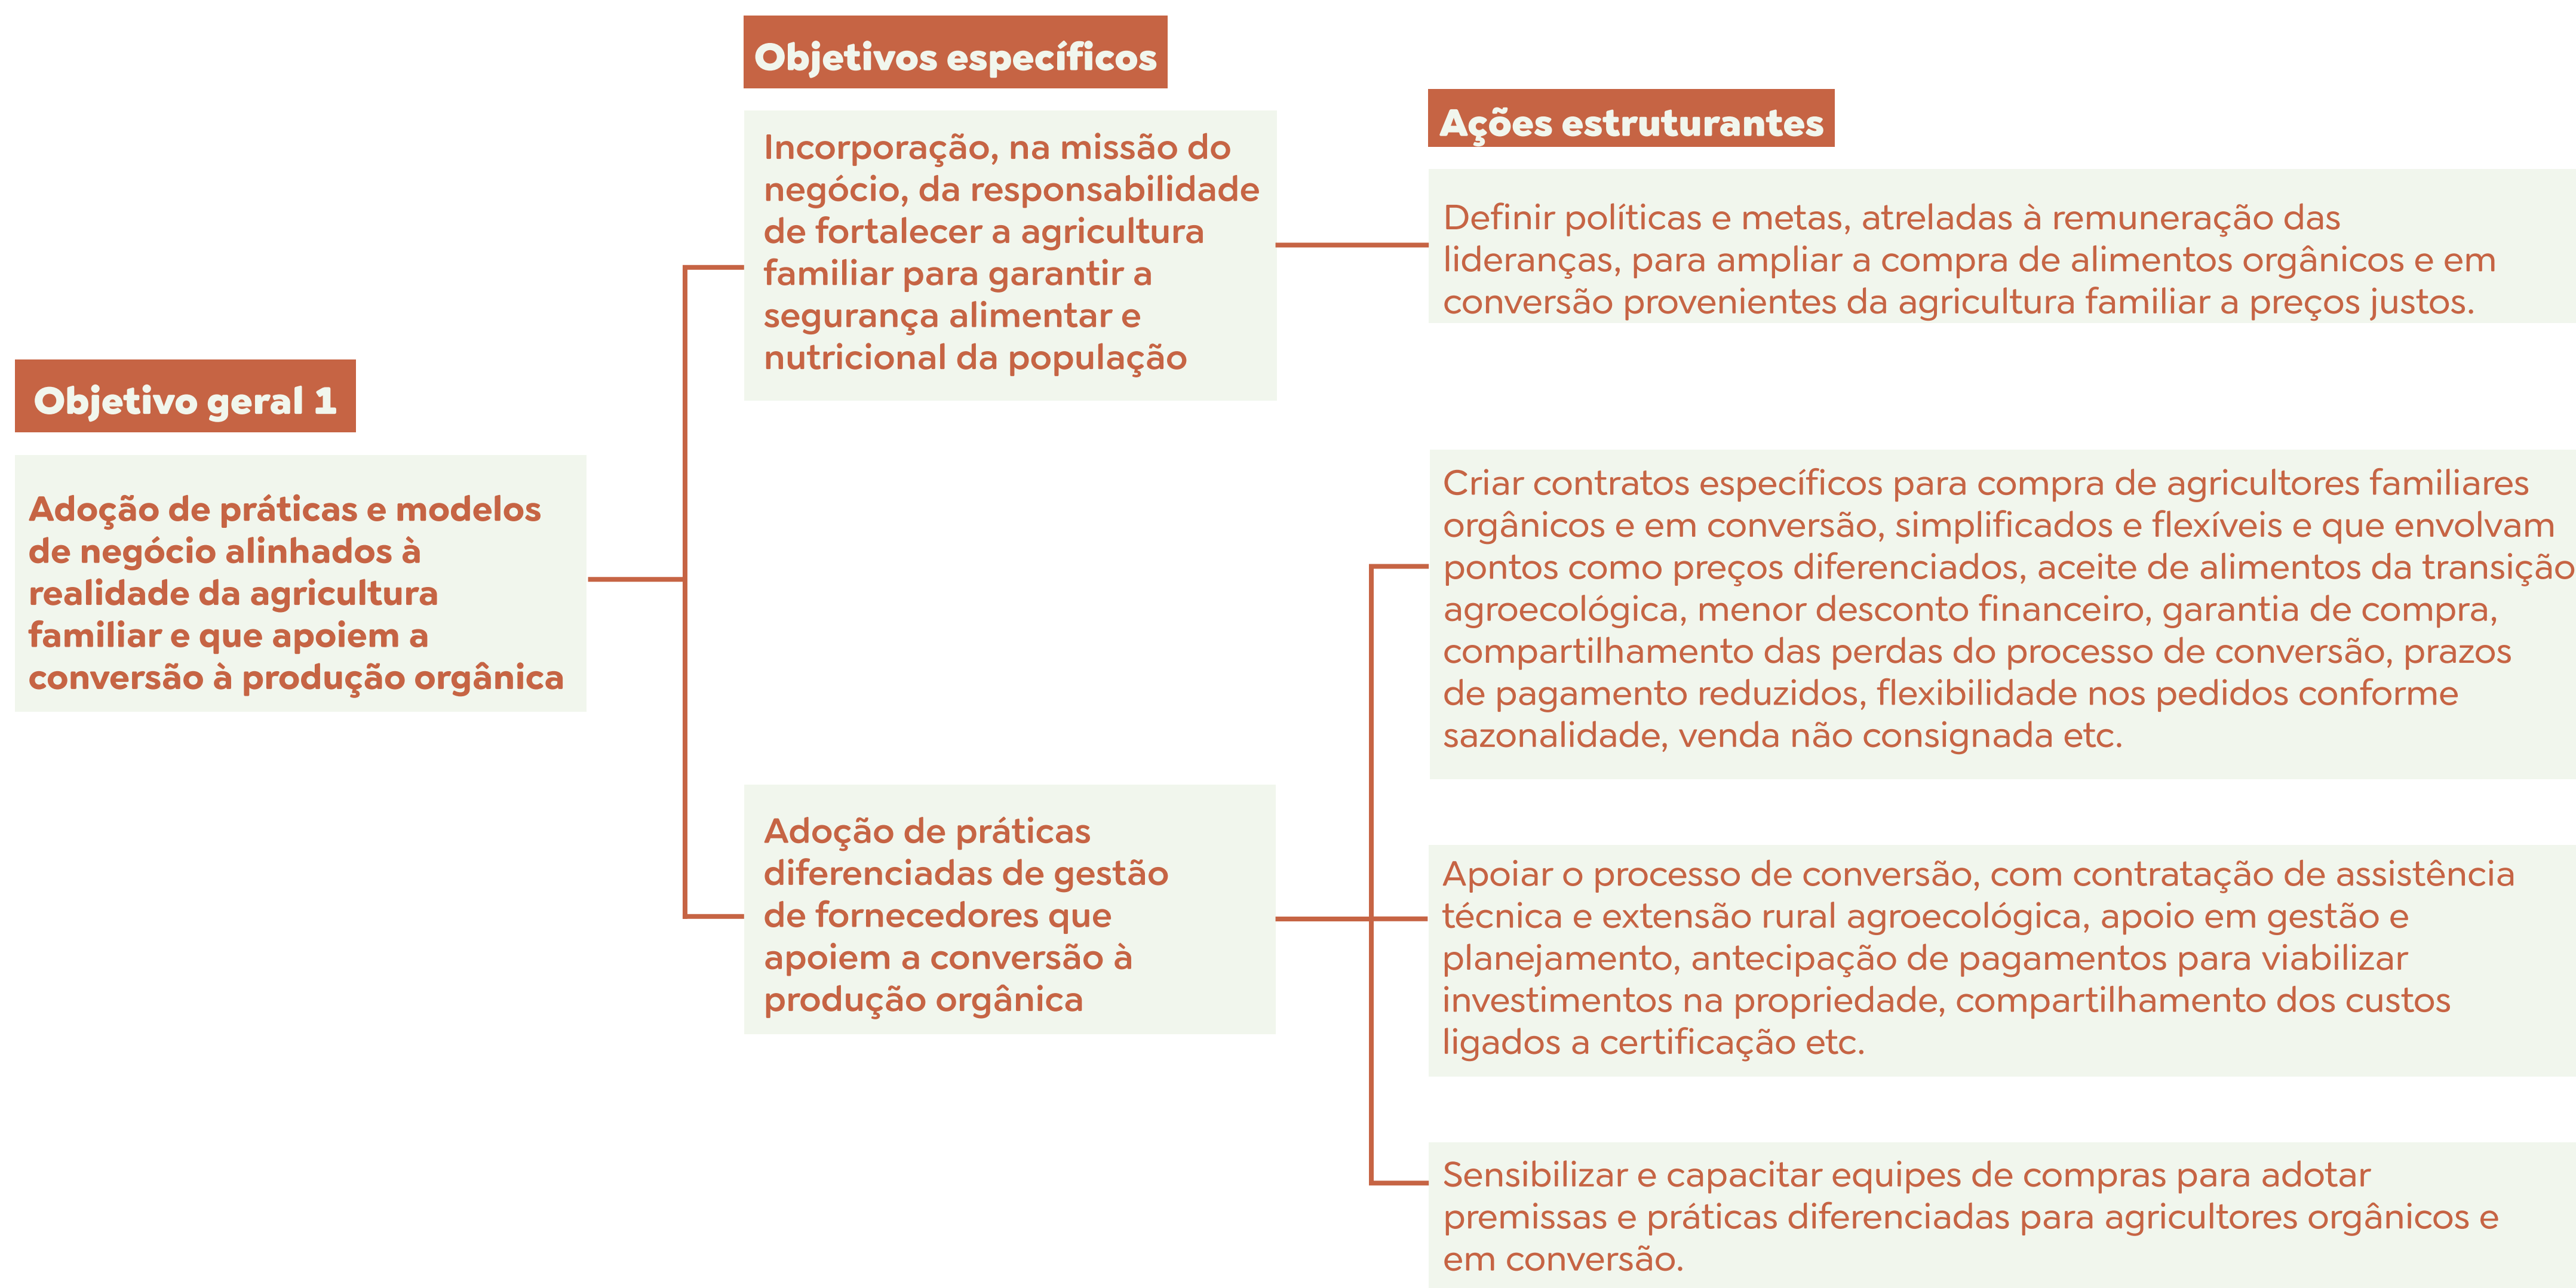 Objetivo geral 1
Adoção de práticas e modelos
de negócio alinhados à
realidade da agricultura
familiar e que apoiem a
conversão à produção orgânica
Objetivos específicos
Incorporação, na missão do
negócio, da responsabilidade
de fortalecer a agricultura
familiar para garantir a
segurança alimentar e
nutricional da população
Adoção de práticas
diferenciadas de gestão
de fornecedores que
apoiem a conversão à
produção orgânica
Ações estruturantes
Definir políticas e metas, atreladas à remuneração das
lideranças, para ampliar a compra de alimentos orgânicos e em
conversão provenientes da agricultura familiar a preços justos.
Criar contratos específicos para compra de agricultores familiares
orgânicos e em conversão, simplificados e flexíveis e que envolvam
pontos como preços diferenciados, aceite de alimentos da transição
agroecológica, menor desconto financeiro, garantia de compra,
compartilhamento das perdas do processo de conversão, prazos
de pagamento reduzidos, flexibilidade nos pedidos conforme
sazonalidade, venda não consignada etc.
Apoiar o processo de conversão, com contratação de assistência
técnica e extensão rural agroecológica, apoio em gestão e
planejamento, antecipação de pagamentos para viabilizar
investimentos na propriedade, compartilhamento dos custos
ligados a certificação etc.
Sensibilizar e capacitar equipes de compras para adotar
premissas e práticas diferenciadas para agricultores orgânicos e
em conversão.